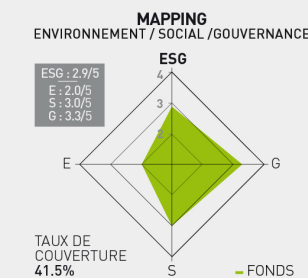 MAPPING
ENVIRONNEMENT / SOCIAL /GOUVERNANCE
ESG
ESG : 2.9/5
E : 2.0/5
S : 3.0/5
G : 3.3/5
4
3
2
E
G
S
TAUX DE
COUVERTURE
41.5%
FONDS